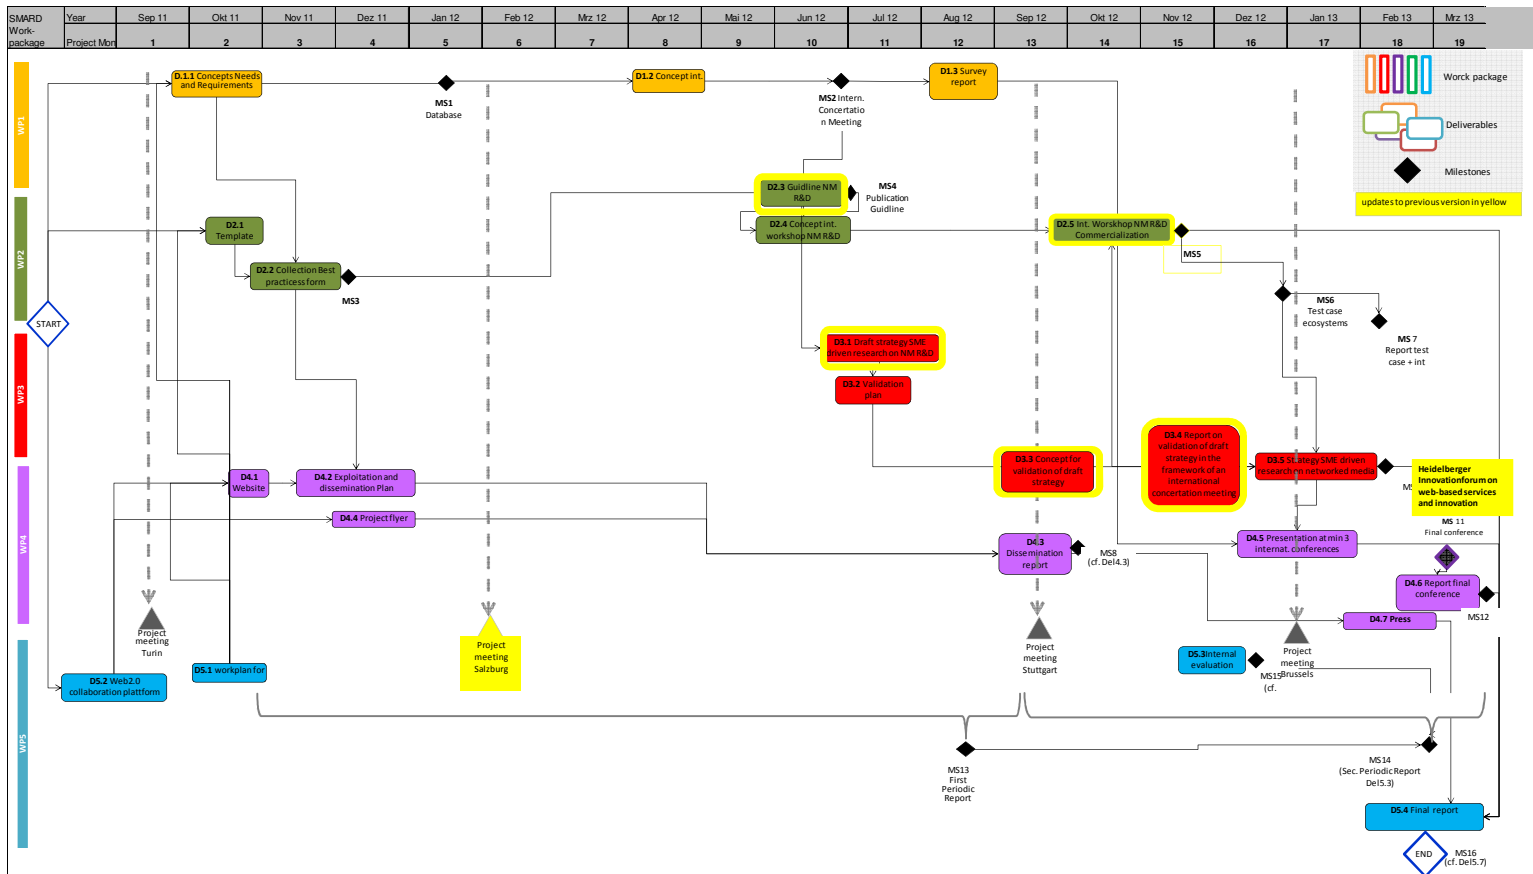 SMARD
Work-
package
Year
Sep 11
Okt 11
Nov 11
Dez 11
Jan 12
Feb 12
Mrz 12
Apr 12
Mai 12
Jun 12
Jul 12
Aug 12
Sep 12
Okt 12
Nov 12
Dez 12
Jan 13
Feb 13
Mrz 13
Project Mon
1
2
3
4
5
6
7
8
9
10
11
12
13
14
15
16
17
18
19
WP1
D.1.1 Concepts Needs
and Requirements
MS1
Database
D1.2 Concept int.
MS2 Intern.
Concertatio
n Meeting
D1.3 Survey
report
Worck package
Deliverables
Milestones
updates to previous version in yellow
WP2
D2.1
Template
D2.2 Collection Best
practicess form
MS3
D2.3 Guidline NM
R&D
MS4
Publication
Guidline
D2.4 Concept int.
workshop NM R&D
D2.5 Int. Worskhop NM R&D
Commercialization
MS5
MS6
Test case
ecosystems
MS 7
Report test
case + int
START
WP3
D3.1 Draft strategy SME
driven research on NM R&D
D3.2 Validation
plan
D3.3 Concept for
validation of draft
strategy
D3.4 Report on
validation of draft
strategy in the
framework of an
international
concertation meeting
D3.5 Strategy SME driven
research on networked media
Heidelberger
Innovationforum on
web-based services
and innovation
WP4
D4.1
Website
D4.2 Exploitation and
dissemination Plan
D4.4 Project flyer
D4.3
Dissemination
report
MS8
(cf. Del4.3)
D4.5 Presentation at min 3
internat. conferences
MS 11
Final conference
D4.6 Report final
conference
MS12
D4.7 Press
Project
meeting
Turin
Project
meeting
Salzburg
Project
meeting
Stuttgart
Project
meeting
Brussels
WP5
D5.2 Web2.0
collaboration plattform
D5.1 workplan for
D5.3 Internal
evaluation
MS15
(cf.
MS13
First
Periodic
Report
MS14
(Sec. Periodic Report
Del5.3)
D5.4 Final report
END
MS16
(cf. Del5.7)